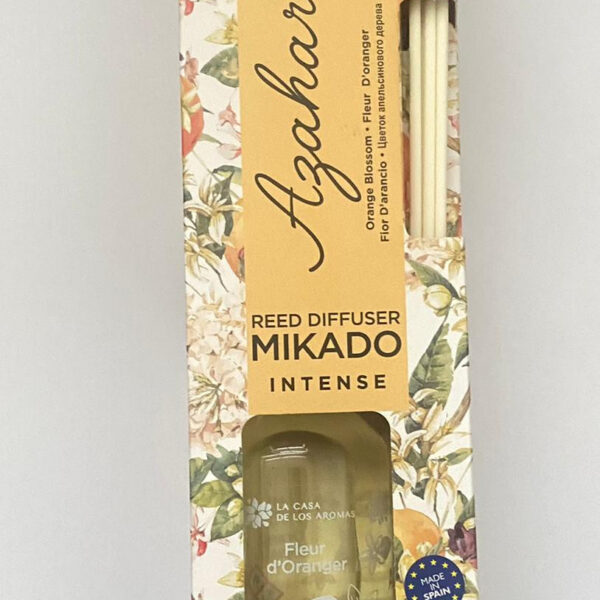 Azahar
Orange Blossom • Fleur D'oranger
Fior D'arancio • Цветок апельсинового дерева
REED DIFFUSER
MIKADO
INTENSE
LA CASA
DE LOS AROMAS
Fleur
d'Oranger
MADE
IN
SPAIN